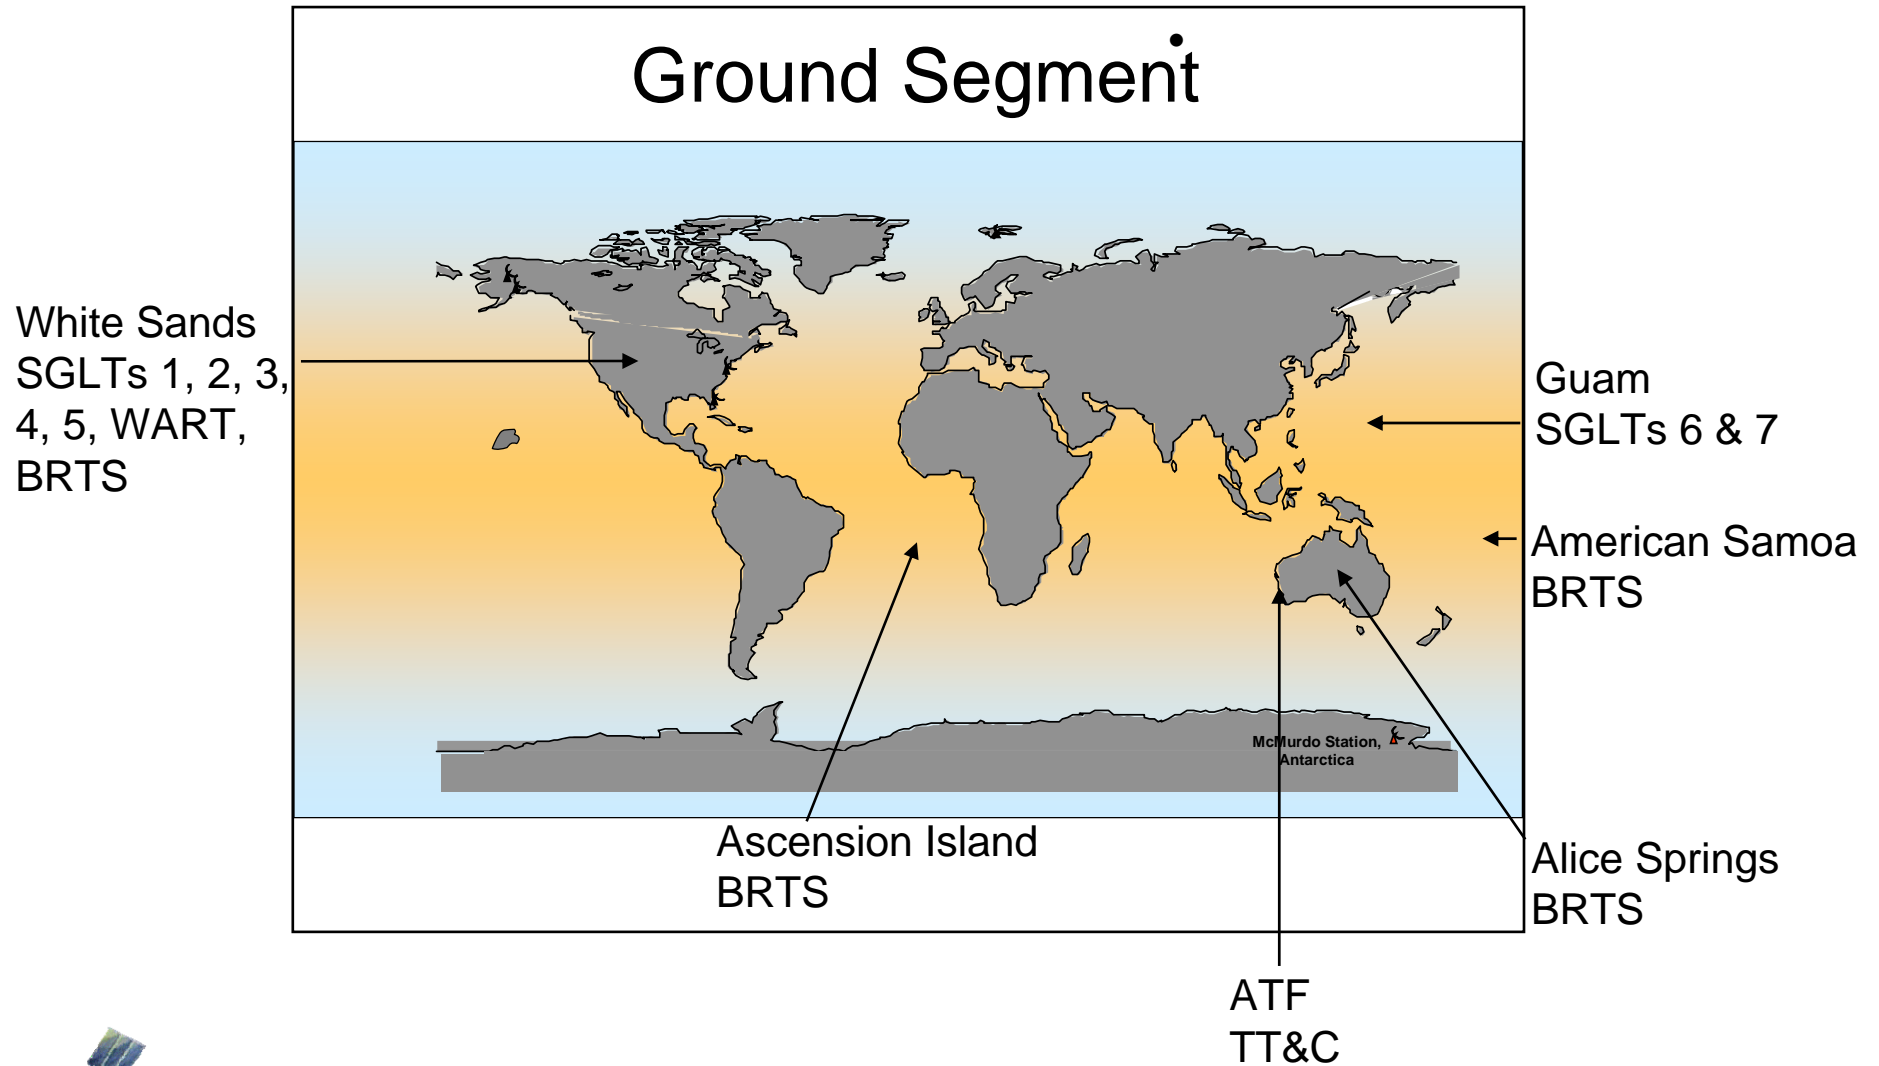 Ground Segment
White Sands
SGLTs 1, 2, 3,
4, 5, WART,
BRTS
Guam
SGLTs 6 & 7
American Samoa
BRTS
McMurdo Station,
Antarctica
Ascension Island
BRTS
Alice Springs
BRTS
ATF
TT&C